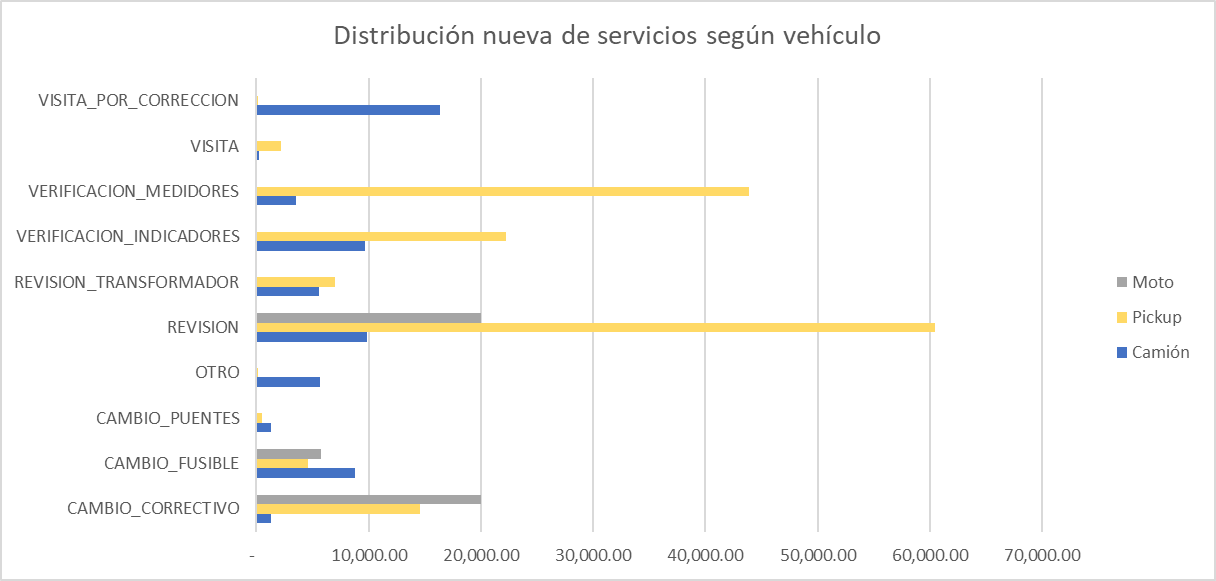 Distribución nueva de servicios según vehículo
VISITA_POR_CORRECCION
VISITA
VERIFICACION_MEDIDORES
VERIFICACION_INDICADORES
REVISION_TRANSFORMADOR
REVISION
OTRO
CAMBIO_PUENTES
CAMBIO_FUSIBLE
CAMBIO_CORRECTIVO
- 10,000.00 20,000.00 30,000.00 40,000.00 50,000.00 60,000.00 70,000.00
Moto
Pickup
Camión